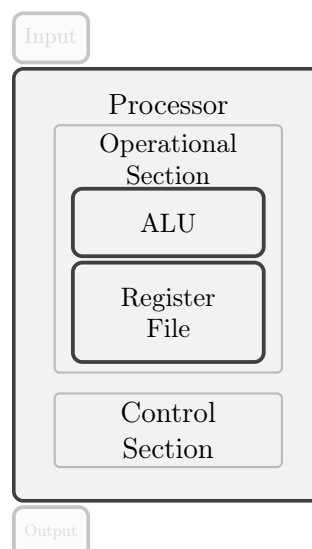 Input
Processor
Operational
Section
ALU
Register
File
Control
Section
Output